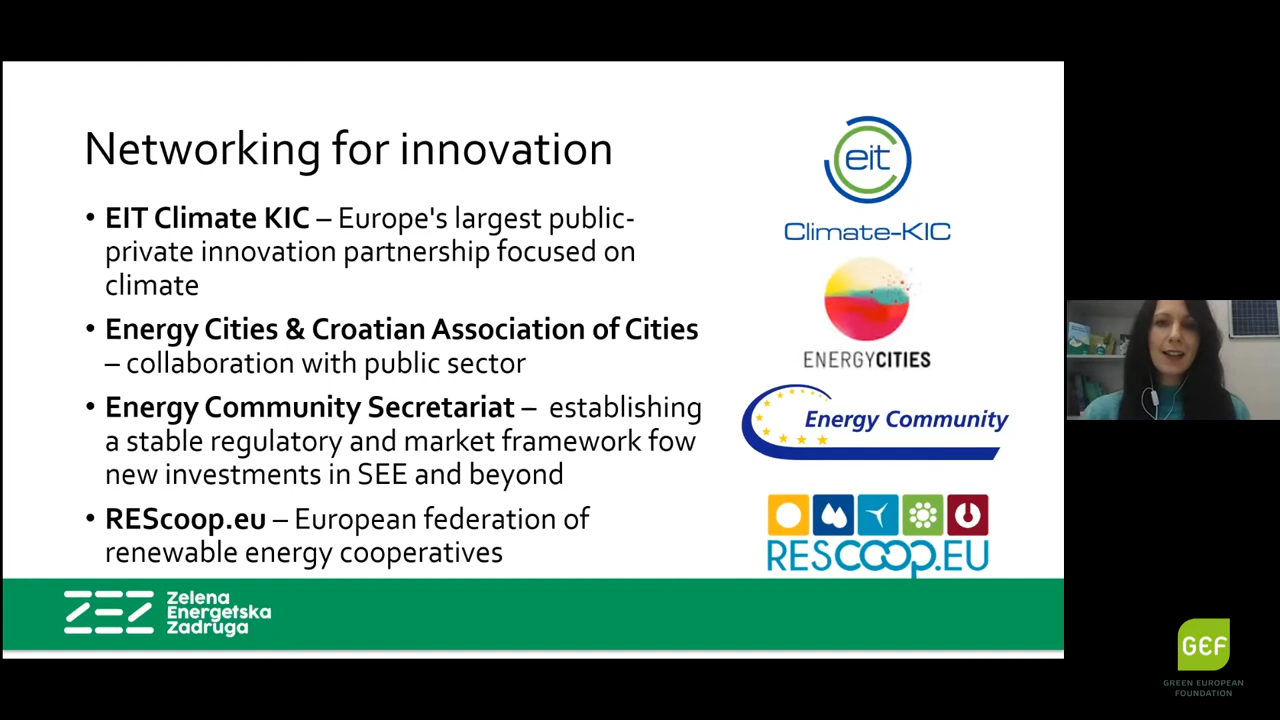 Networking for innovation
• EIT Climate KIC – Europe's largest public-
private innovation partnership focused on
climate
• Energy Cities & Croatian Association of Cities
– collaboration with public sector
• Energy Community Secretariat – establishing
a stable regulatory and market framework fow
new investments in SEE and beyond
• REScoop.eu – European federation of
renewable energy cooperatives
eit
Climate-KIC
ENERGYCITIES
Energy Community
RESCOOP.EU
ZEZ
Zelena
Energetska
Zadruga
GEF
GREEN EUROPEAN
FOUNDATION